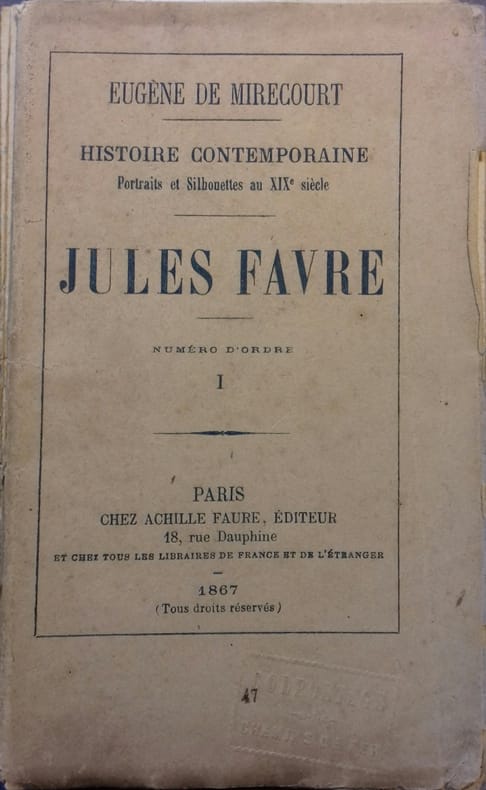 EUGÈNE DE MIRECOURT
HISTOIRE CONTEMPORAINE
Portraits et Silhouettes au XIXe siècle
JULES FAVRE
NUMÉRO D'ORDRE
I
PARIS
CHEZ ACHILLE FAURE, ÉDITEUR
18, rue Dauphine
ET CHEZ TOUS LES LIBRAIRES DE FRANCE ET DE L'ÉTRANGER
1867
(Tous droits réservés)
47